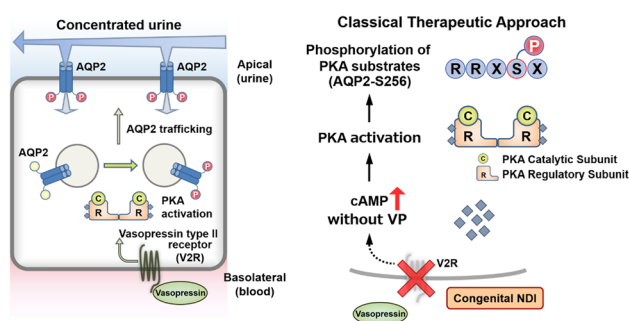 Concentrated urine
AQP2
AQP2
Apical
(urine)
P
P
P
P
AQP2 trafficking
AQP2
P
P
PKA
activation
C
C
R
R
Vasopressin type II
receptor
(V2R)
Basolateral
(blood)
Vasopressin
Classical Therapeutic Approach
Phosphorylation of
PKA substrates
(AQP2-S256)
P
R R X S X
PKA activation
C
C
R
R
C PKA Catalytic Subunit
R PKA Regulatory Subunit
cAMP
without VP
V2R
Vasopressin
Congenital NDI